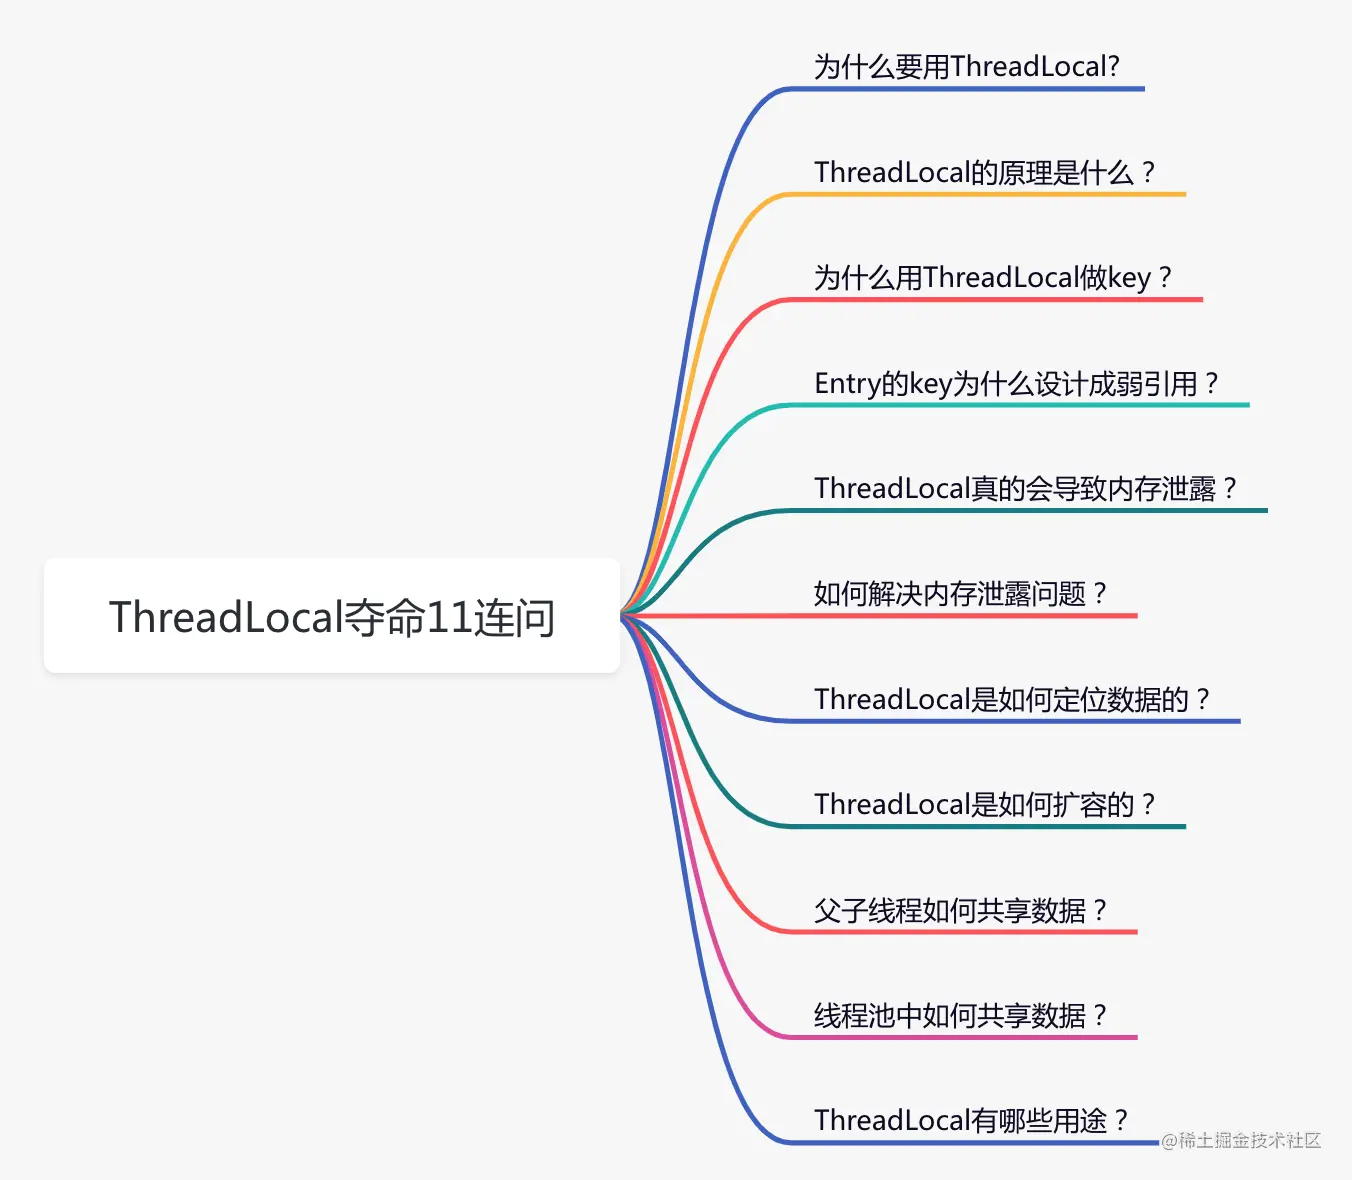 为什么要用ThreadLocal?
ThreadLocal的原理是什么？
为什么用ThreadLocal做key？
Entry的key为什么设计成弱引用？
ThreadLocal真的会导致内存泄露？
如何解决内存泄露问题？
ThreadLocal夺命11连问
ThreadLocal是如何定位数据的？
ThreadLocal是如何扩容的？
父子线程如何共享数据？
线程池中如何共享数据？
ThreadLocal有哪些用途？
@稀土掘金技术社区